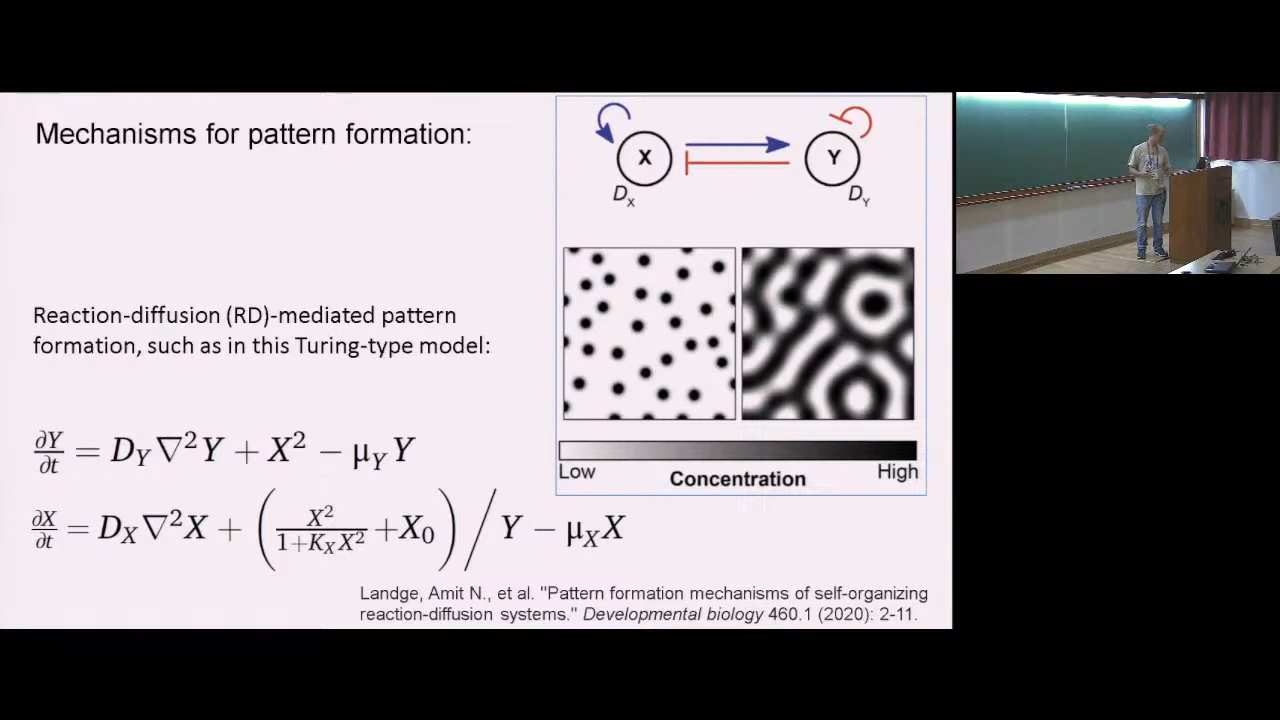 Mechanisms for pattern formation:
X
Y
D_X
D_Y
Reaction-diffusion (RD)-mediated pattern
formation, such as in this Turing-type model:
Low
Concentration
High
∂Y/∂t = D_Y ∇²Y + X² − μ_Y Y
∂X/∂t = D_X ∇²X + (X²/(1+K_X X²) + X₀) / Y − μ_X X
Landge, Amit N., et al. "Pattern formation mechanisms of self-organizing
reaction-diffusion systems." Developmental biology 460.1 (2020): 2-11.